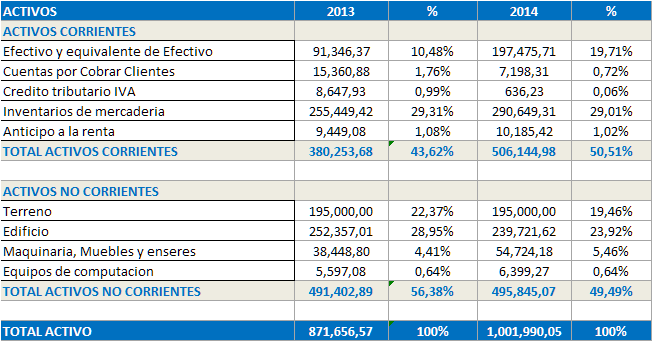 ACTIVOS 2013 % 2014 %
ACTIVOS CORRIENTES
Efectivo y equivalente de Efectivo 91,346,37 10,48% 197,475,71 19,71%
Cuentas por Cobrar Clientes 15,360,88 1,76% 7,198,31 0,72%
Credito tributario IVA 8,647,93 0,99% 636,23 0,06%
Inventarios de mercaderia 255,449,42 29,31% 290,649,31 29,01%
Anticipo a la renta 9,449,08 1,08% 10,185,42 1,02%
TOTAL ACTIVOS CORRIENTES 380,253,68 43,62% 506,144,98 50,51%
ACTIVOS NO CORRIENTES
Terreno 195,000,00 22,37% 195,000,00 19,46%
Edificio 252,357,01 28,95% 239,721,62 23,92%
Maquinaria, Muebles y enseres 38,448,80 4,41% 54,724,18 5,46%
Equipos de computacion 5,597,08 0,64% 6,399,27 0,64%
TOTAL ACTIVOS NO CORRIENTES 491,402,89 56,38% 495,845,07 49,49%
TOTAL ACTIVO 871,656,57 100% 1,001,990,05 100%